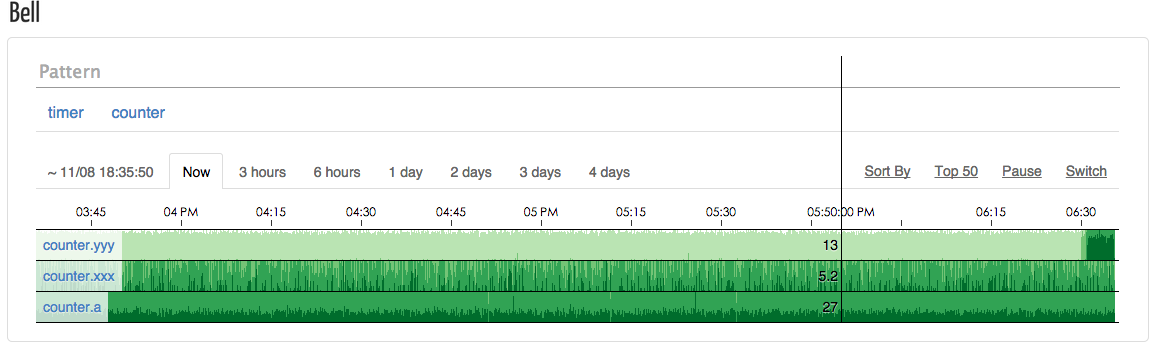 Bell
Pattern
timer counter
~ 11/08 18:35:50 Now 3 hours 6 hours 1 day 2 days 3 days 4 days Sort By Top 50 Pause Switch
03:45 04 PM 04:15 04:30 04:45 05 PM 05:15 05:30 05:50:00 PM 06:15 06:30
counter.yyy 13
counter.xxx 5.2
counter.a 27